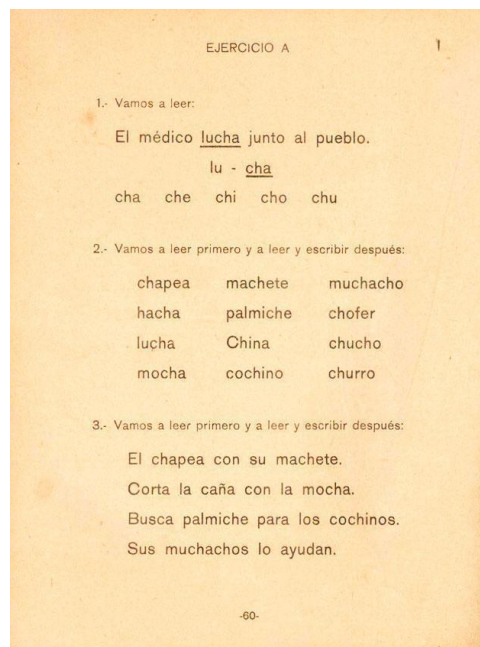 EJERCICIO A
1.- Vamos a leer:
El médico lucha junto al pueblo.
lu - cha
cha che chi cho chu
2.- Vamos a leer primero y a leer y escribir después:
chapea machete muchacho
hacha palmiche chofer
lucha China chucho
mocha cochino churro
3.- Vamos a leer primero y a leer y escribir después:
El chapea con su machete.
Corta la caña con la mocha.
Busca palmiche para los cochinos.
Sus muchachos lo ayudan.
-60-